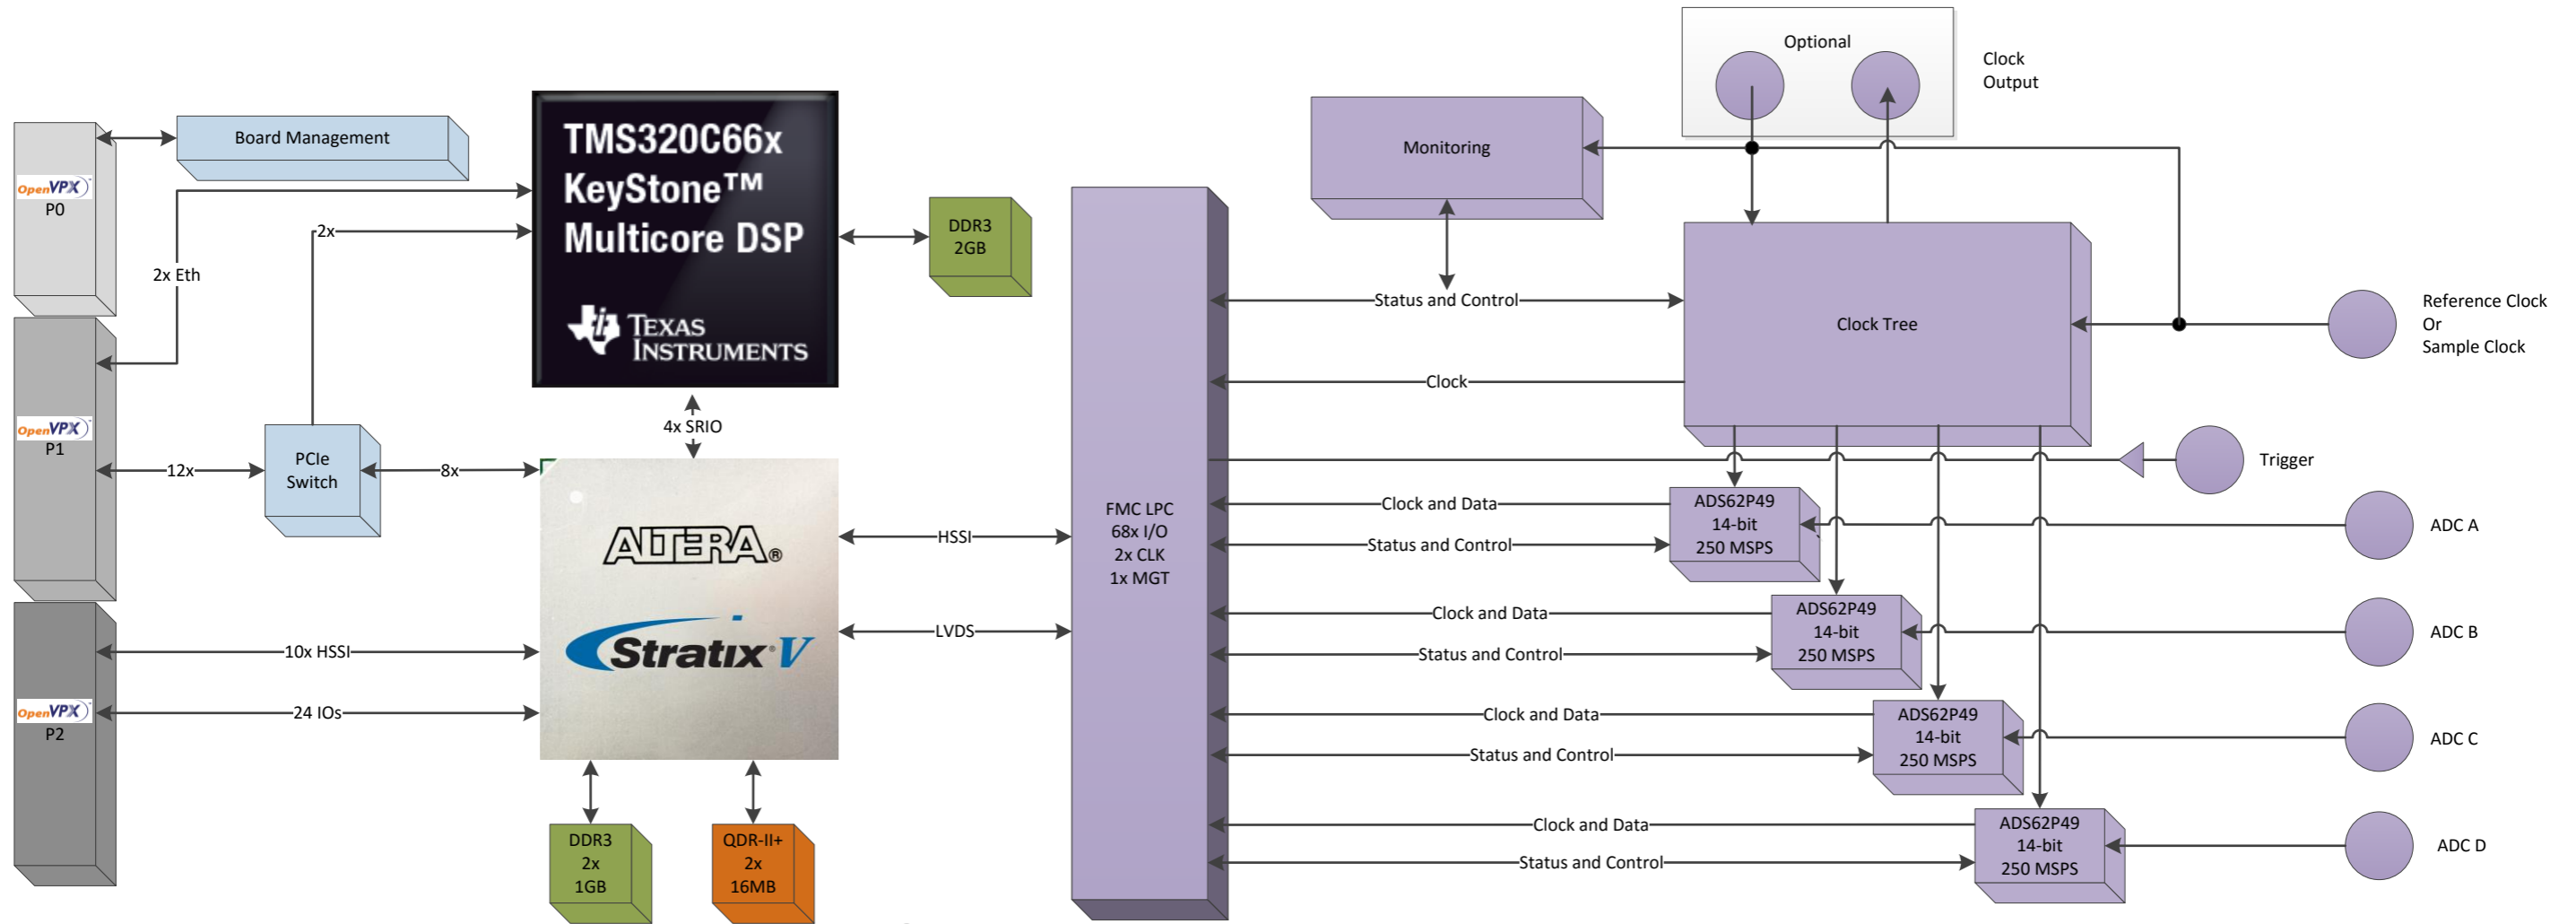 Optional
Clock
Output
Board Management
TMS320C66x
KeyStone™
Multicore DSP
TEXAS
INSTRUMENTS
OpenVPX™
P0
2x
2x Eth
DDR3
2GB
Monitoring
Status and Control
Clock Tree
Reference Clock
Or
Sample Clock
Clock
OpenVPX™
P1
12x
PCIe
Switch
8x
4x SRIO
Trigger
ALTERA®
Stratix® V
HSSI
LVDS
FMC LPC
68x I/O
2x CLK
1x MGT
Clock and Data
Status and Control
ADS62P49
14-bit
250 MSPS
ADC A
Clock and Data
Status and Control
ADS62P49
14-bit
250 MSPS
ADC B
OpenVPX™
P2
10x HSSI
24 IOs
Clock and Data
Status and Control
ADS62P49
14-bit
250 MSPS
ADC C
DDR3
2x
1GB
QDR-II+
2x
16MB
Clock and Data
Status and Control
ADS62P49
14-bit
250 MSPS
ADC D